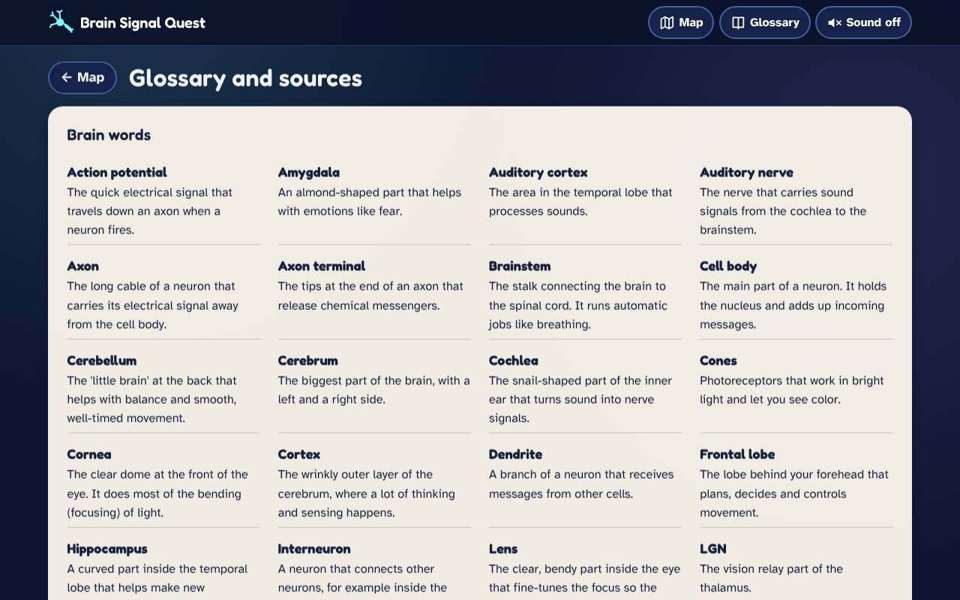 Brain Signal Quest
Map
Glossary
Sound off
Map
Glossary and sources
Brain words
Action potential
The quick electrical signal that
travels down an axon when a
neuron fires.
Amygdala
An almond-shaped part that helps
with emotions like fear.
Auditory cortex
The area in the temporal lobe that
processes sounds.
Auditory nerve
The nerve that carries sound
signals from the cochlea to the
brainstem.
Axon
The long cable of a neuron that
carries its electrical signal away
from the cell body.
Axon terminal
The tips at the end of an axon that
release chemical messengers.
Brainstem
The stalk connecting the brain to
the spinal cord. It runs automatic
jobs like breathing.
Cell body
The main part of a neuron. It holds
the nucleus and adds up incoming
messages.
Cerebellum
The 'little brain' at the back that
helps with balance and smooth,
well-timed movement.
Cerebrum
The biggest part of the brain, with a
left and a right side.
Cochlea
The snail-shaped part of the inner
ear that turns sound into nerve
signals.
Cones
Photoreceptors that work in bright
light and let you see color.
Cornea
The clear dome at the front of the
eye. It does most of the bending
(focusing) of light.
Cortex
The wrinkly outer layer of the
cerebrum, where a lot of thinking
and sensing happens.
Dendrite
A branch of a neuron that receives
messages from other cells.
Frontal lobe
The lobe behind your forehead that
plans, decides and controls
movement.
Hippocampus
A curved part inside the temporal
lobe that helps make new
Interneuron
A neuron that connects other
neurons, for example inside the
Lens
The clear, bendy part inside the eye
that fine-tunes the focus so the
LGN
The vision relay part of the
thalamus.